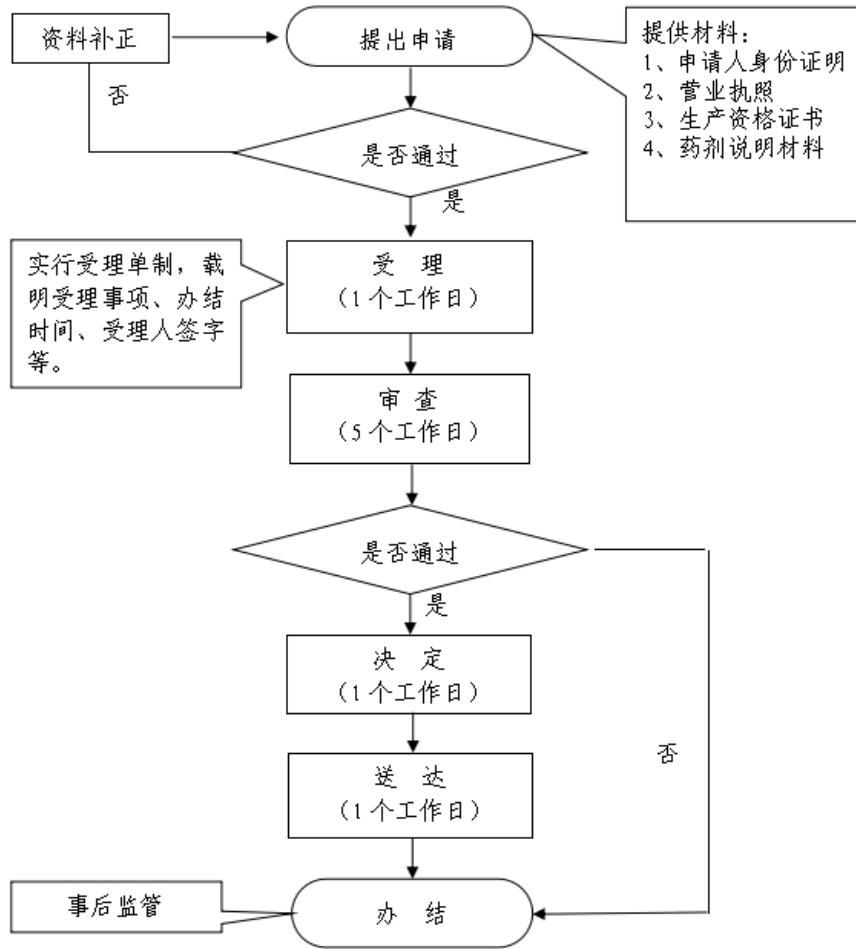 资料补正
提出申请
提供材料：
1、申请人身份证明
2、营业执照
3、生产资格证书
4、药剂说明材料
否
是否通过
是
实行受理单制，载
明受理事项、办结
时间、受理人签字
等。
受 理
（1个工作日）
审 查
（5个工作日）
是否通过
是
决 定
（1个工作日）
否
送 达
（1个工作日）
事后监管
办 结